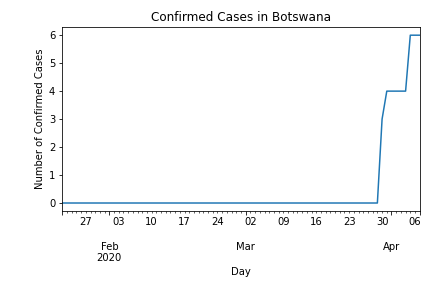 Confirmed Cases in Botswana
Number of Confirmed Cases
6
5
4
3
2
1
0
27 03 10 17 24 02 09 16 23 30 06
Feb Mar Apr
2020
Day